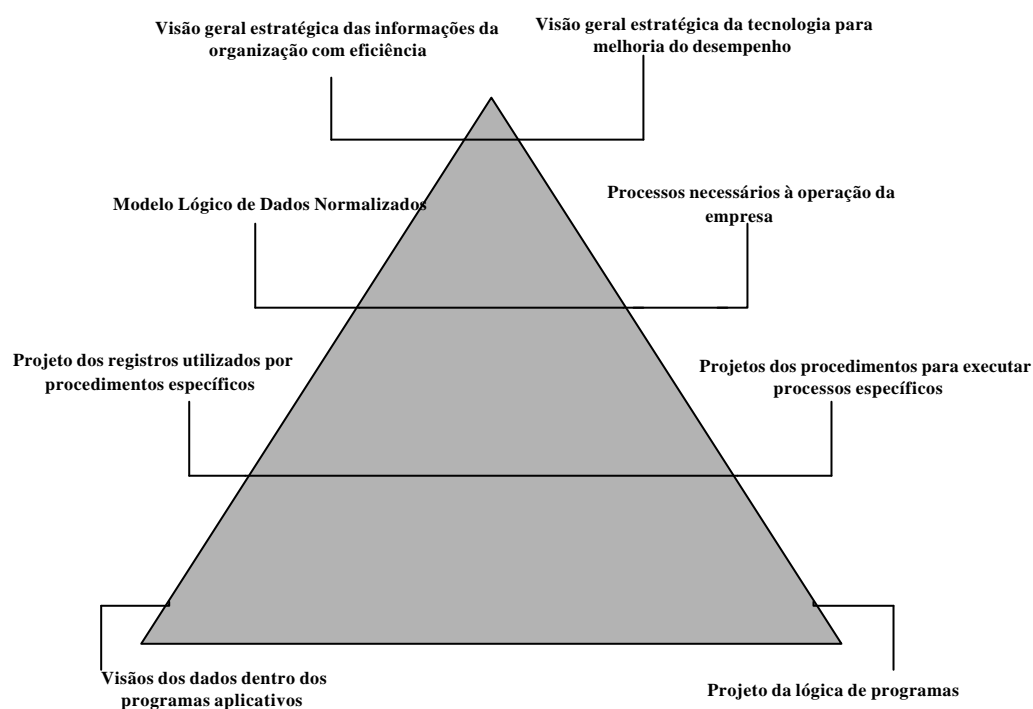 Visão geral estratégica das informações da
organização com eficiência
Visão geral estratégica da tecnologia para
melhoria do desempenho
Modelo Lógico de Dados Normalizados
Processos necessários à operação da
empresa
Projeto dos registros utilizados por
procedimentos específicos
Projetos dos procedimentos para executar
processos específicos
Visãos dos dados dentro dos
programas aplicativos
Projeto da lógica de programas